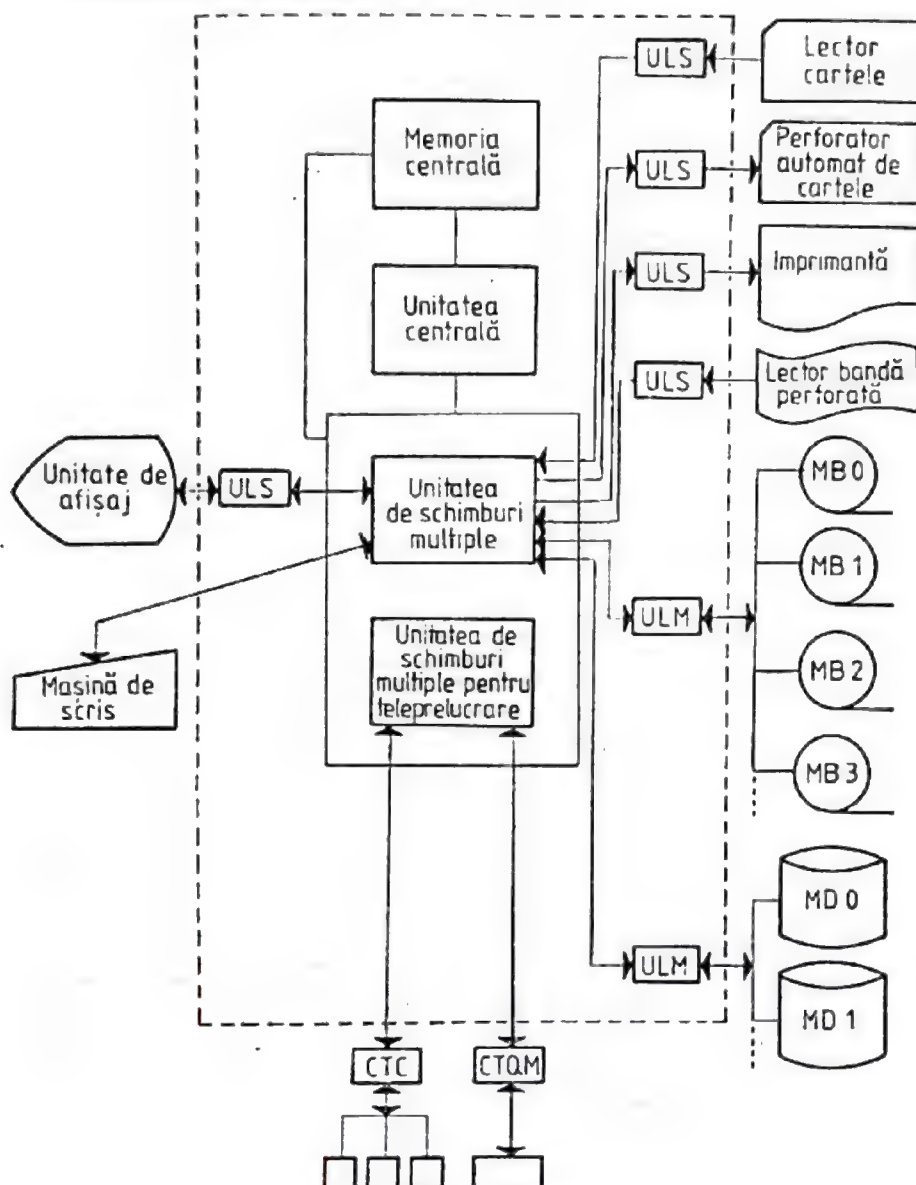 ULS
Lector
cartele
Memoria
centrală
ULS
Perforator
automat de
cartele
ULS
Imprimantă
Unitatea
centrală
ULS
Lector bandă
perforată
Unitate de
afișaj
ULS
Unitatea
de schimburi
multiple
MB 0
MB 1
ULM
Unitatea de
schimburi
multiple pentru
teleprelucrare
Mașină de
scris
MB 2
MB 3
MD 0
ULM
MD 1
CTC
CTQM